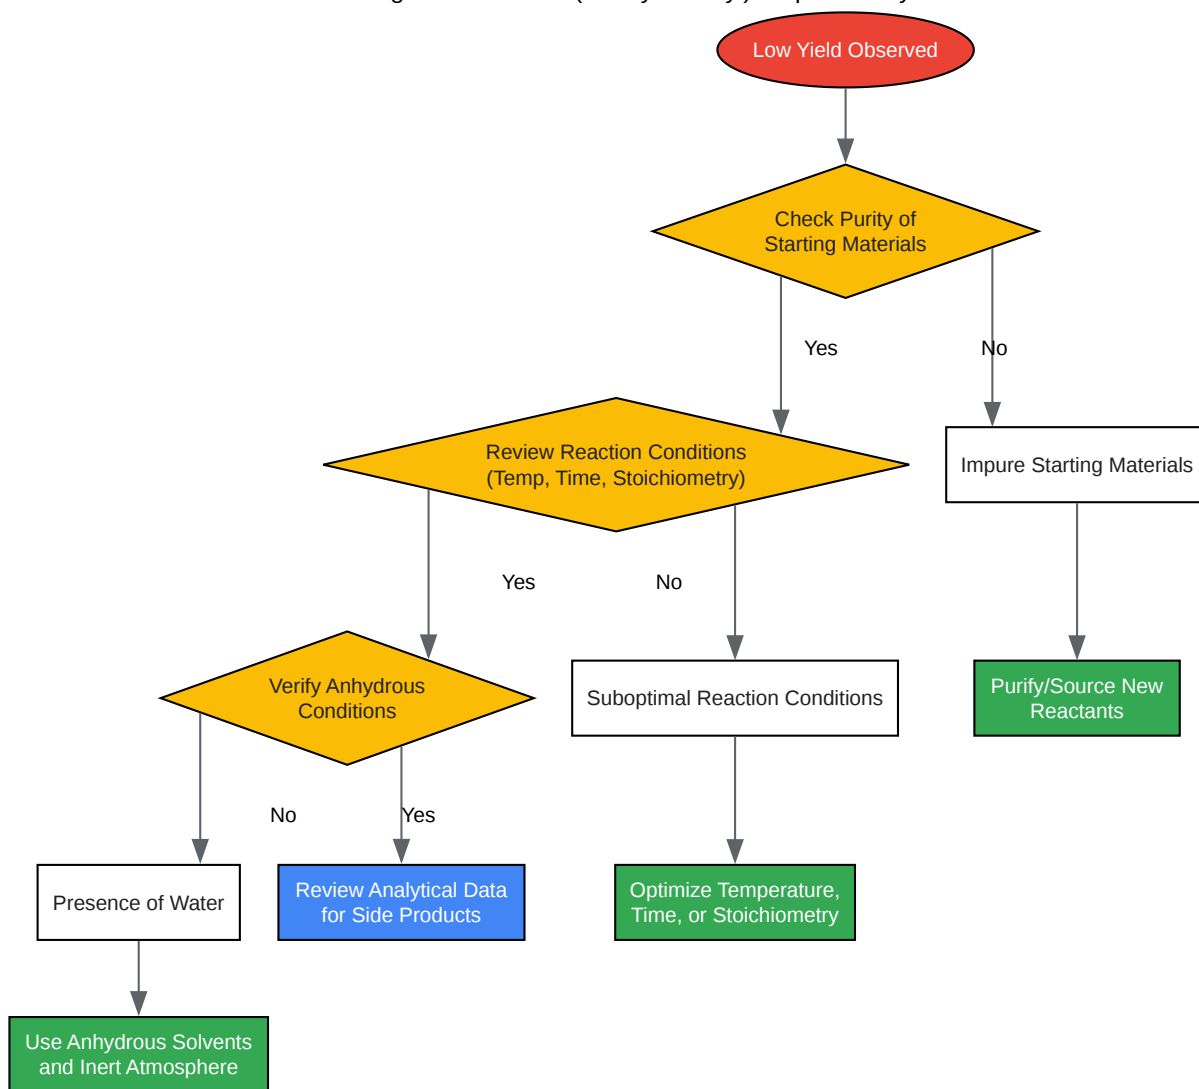 Low Yield Observed
Check Purity of
Starting Materials
Yes
No
Review Reaction Conditions
(Temp, Time, Stoichiometry)
Impure Starting Materials
Yes
No
Verify Anhydrous
Conditions
Suboptimal Reaction Conditions
Purify/Source New
Reactants
No
Yes
Presence of Water
Review Analytical Data
for Side Products
Optimize Temperature,
Time, or Stoichiometry
Use Anhydrous Solvents
and Inert Atmosphere